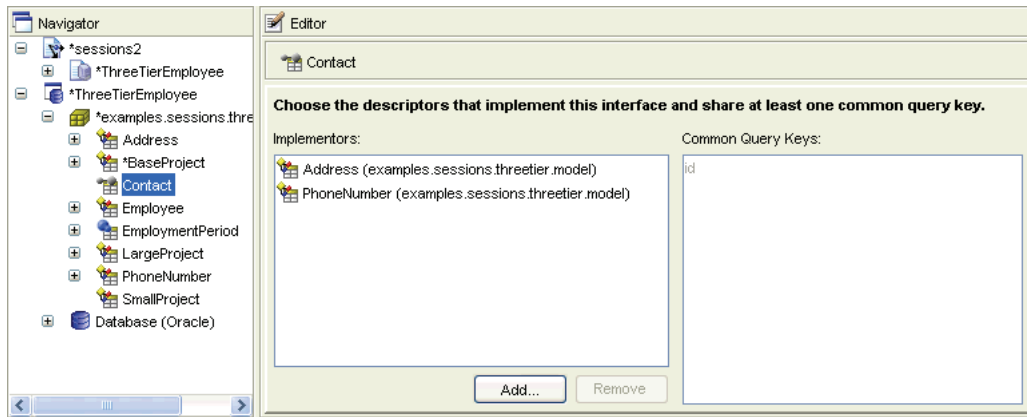 Navigator
*sessions2
*ThreeTierEmployee
*ThreeTierEmployee
*examples.sessions.thre
Address
*BaseProject
Contact
Employee
EmploymentPeriod
LargeProject
PhoneNumber
SmallProject
Database (Oracle)
Editor
Contact
Choose the descriptors that implement this interface and share at least one common query key.
Implementors:
Address (examples.sessions.threetier.model)
PhoneNumber (examples.sessions.threetier.model)
Add...
Remove
Common Query Keys:
id